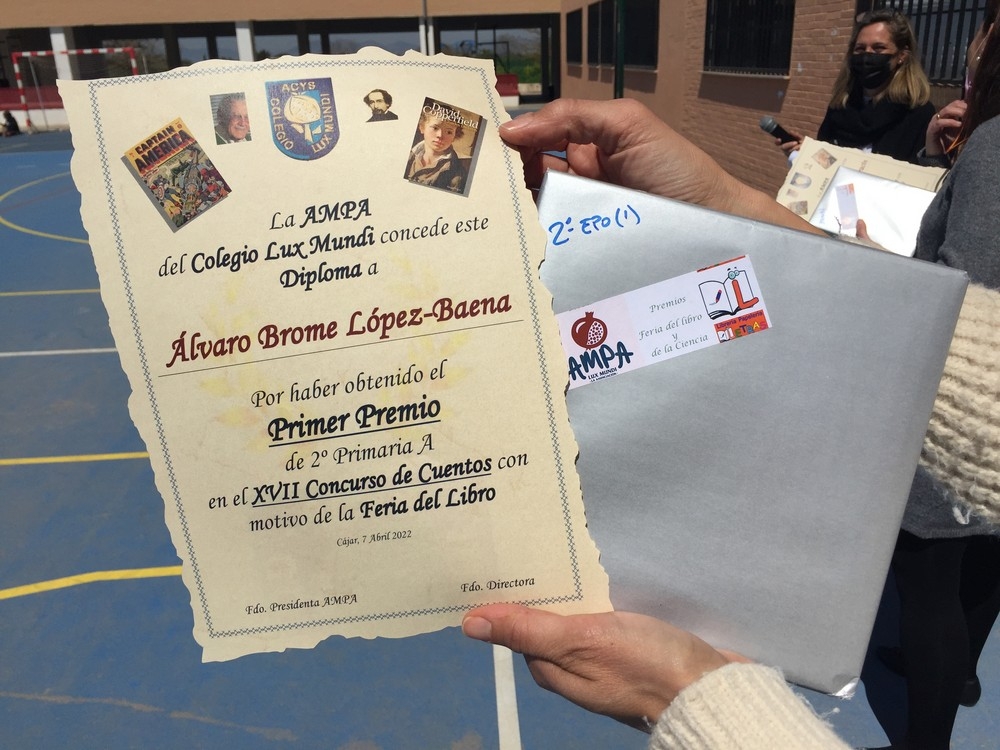 ACYS
COLEGIO LUX MUNDI
CAPTAIN AMERICA
David Copperfield
La AMPA
del Colegio Lux Mundi concede este
Diploma a
Álvaro Brome López-Baena
Por haber obtenido el
Primer Premio
de 2º Primaria A
en el XVII Concurso de Cuentos con
motivo de la Feria del Libro
Cájar, 7 Abril 2022
Fdo. Presidenta AMPA
Fdo. Directora
2º EPO (1)
Premios
Feria del libro
y
de la Ciencia
AMPA
LUX MUNDI
L
Librería Papelería
LETRAS